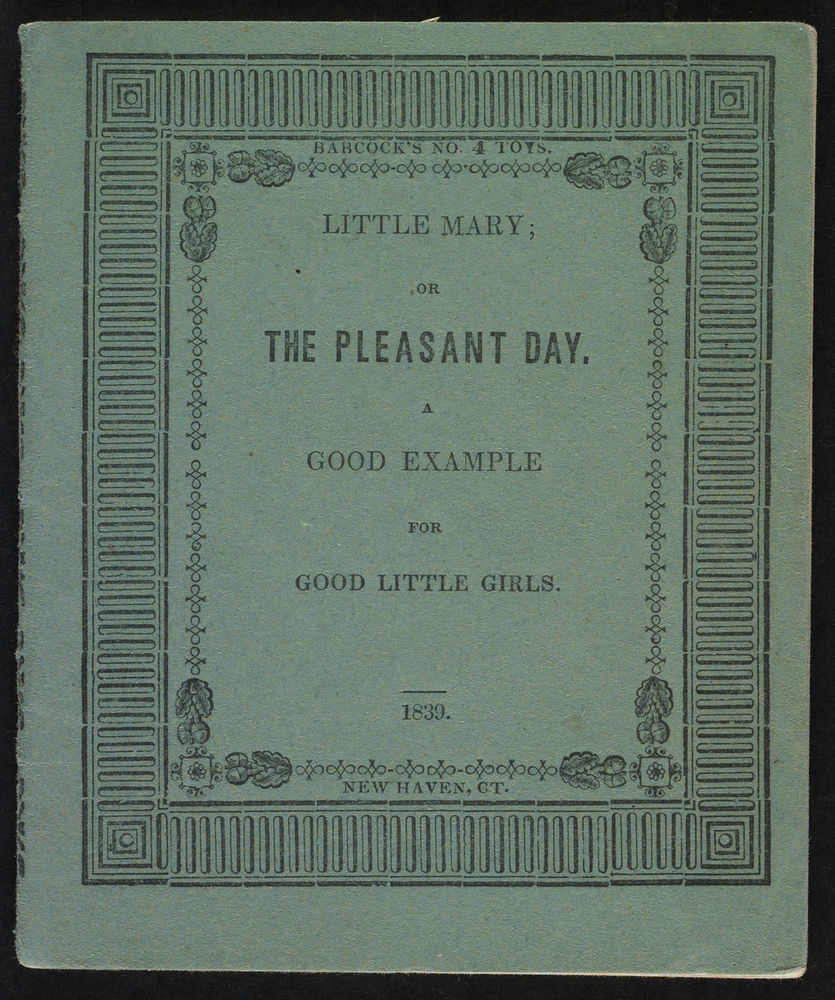 BABCOCK'S NO. 4 TOYS.
LITTLE MARY;
OR
THE PLEASANT DAY.
A
GOOD EXAMPLE
FOR
GOOD LITTLE GIRLS.
1839.
NEW HAVEN, CT.